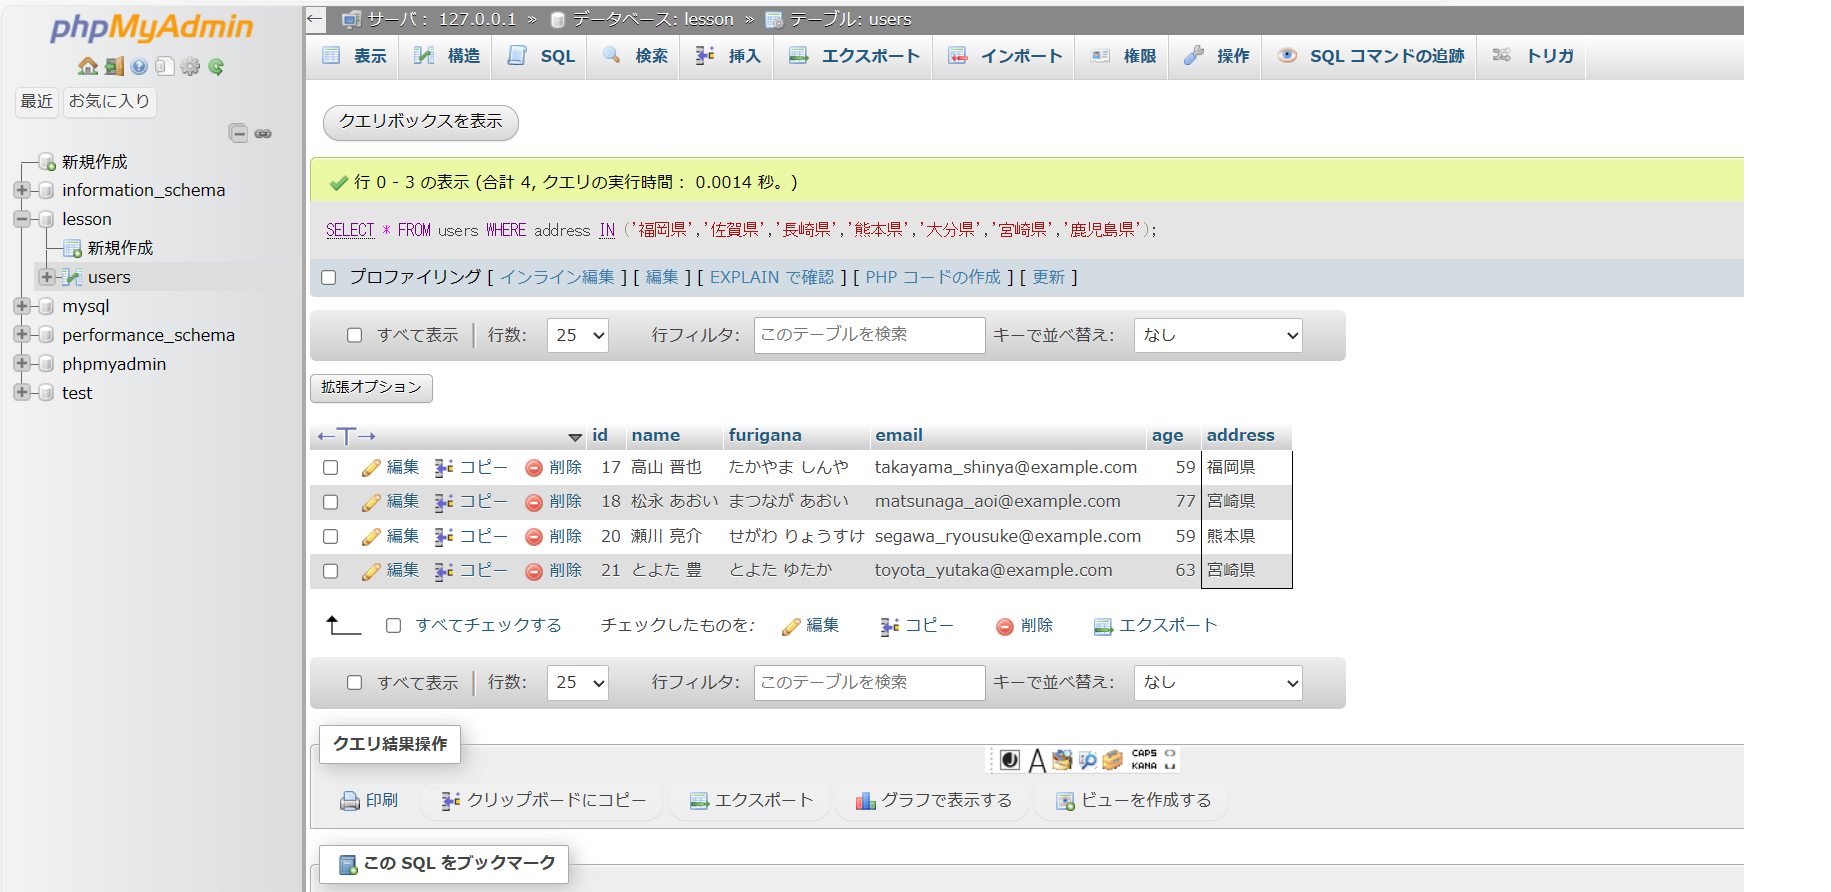 phpMyAdmin
最近 お気に入り
新規作成
information_schema
lesson
新規作成
users
mysql
performance_schema
phpmyadmin
test
← サーバ： 127.0.0.1 » データベース: lesson » テーブル: users
表示 構造 SQL 検索 挿入 エクスポート インポート 権限 操作 SQL コマンドの追跡 トリガ
クエリボックスを表示
行 0 - 3 の表示 (合計 4, クエリの実行時間： 0.0014 秒。)
SELECT * FROM users WHERE address IN ('福岡県','佐賀県','長崎県','熊本県','大分県','宮崎県','鹿児島県');
プロファイリング [ インライン編集 ] [ 編集 ] [ EXPLAIN で確認 ] [ PHP コードの作成 ] [ 更新 ]
すべて表示 行数: 25 行フィルタ: このテーブルを検索 キーで並べ替え: なし
拡張オプション
←T→ id name furigana email age address
編集 コピー 削除 17 高山 晋也 たかやま しんや takayama_shinya@example.com 59 福岡県
編集 コピー 削除 18 松永 あおい まつなが あおい matsunaga_aoi@example.com 77 宮崎県
編集 コピー 削除 20 瀬川 亮介 せがわ りょうすけ segawa_ryousuke@example.com 59 熊本県
編集 コピー 削除 21 とよた 豊 とよた ゆたか toyota_yutaka@example.com 63 宮崎県
すべてチェックする チェックしたものを: 編集 コピー 削除 エクスポート
すべて表示 行数: 25 行フィルタ: このテーブルを検索 キーで並べ替え: なし
クエリ結果操作
A CAPS KANA
印刷 クリップボードにコピー エクスポート グラフで表示する ビューを作成する
この SQL をブックマーク